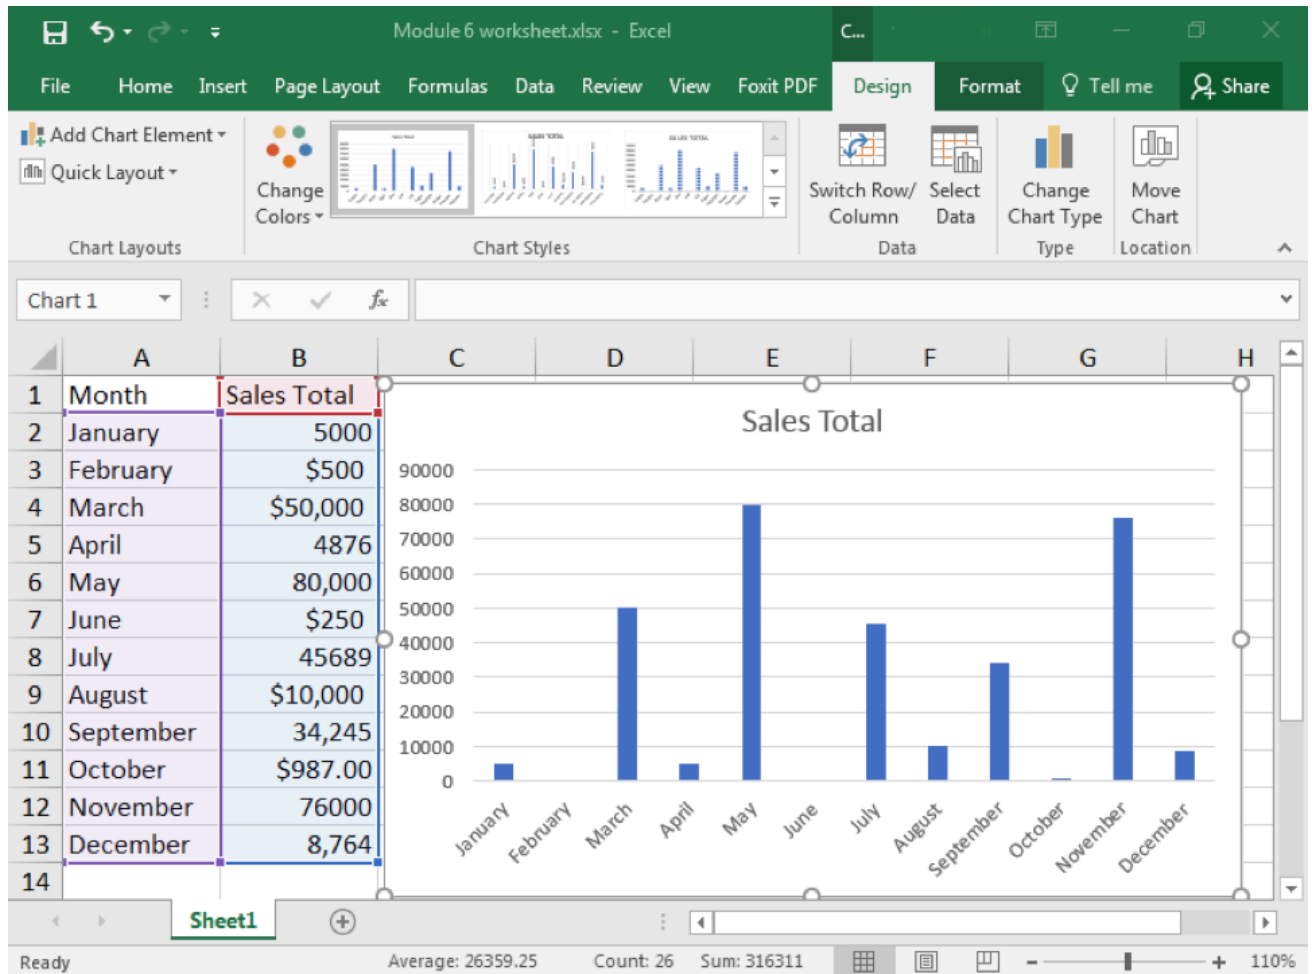 Module 6 worksheet.xlsx - Excel C...
File Home Insert Page Layout Formulas Data Review View Foxit PDF Design Format Tell me Share
Add Chart Element
Quick Layout
Change Colors
Switch Row/ Column
Select Data
Change Chart Type
Move Chart
Chart Layouts Chart Styles Data Type Location
Chart 1 fx
A B C D E F G H
1 Month Sales Total
2 January 5000
3 February $500
4 March $50,000
5 April 4876
6 May 80,000
7 June $250
8 July 45689
9 August $10,000
10 September 34,245
11 October $987.00
12 November 76000
13 December 8,764
14
Sales Total
90000
80000
70000
60000
50000
40000
30000
20000
10000
0
January February March April May June July August September October November December
Sheet1
Ready Average: 26359.25 Count: 26 Sum: 316311 110%